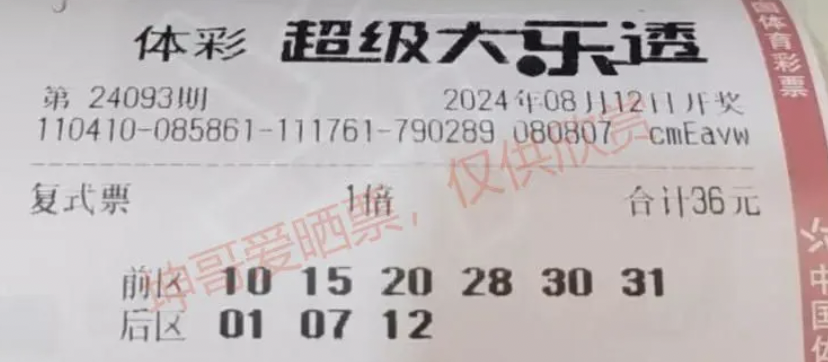 体彩 超级大乐透
第 24093期 2024年08月12日开奖
110410-085861-111761-790289 080807 cmEavw
复式票 1倍 合计36元
前区 10 15 20 28 30 31
后区 01 07 12
坤哥爱晒票，仅供欣赏
国体育彩票
中国体